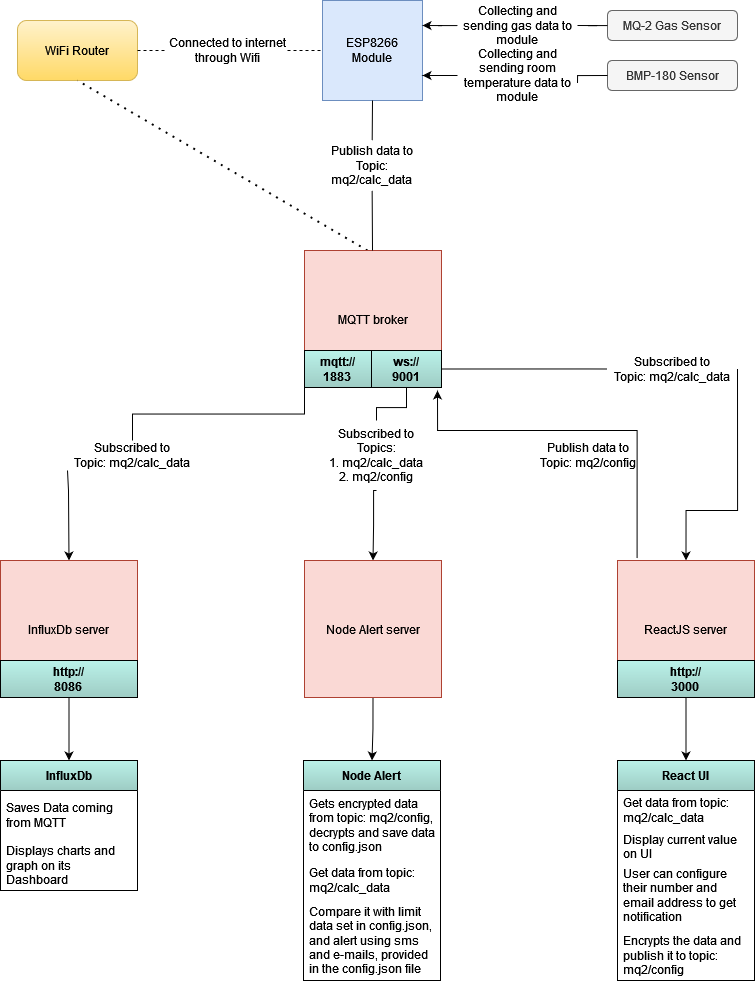 WiFi Router
Connected to internet
through Wifi
ESP8266
Module
Collecting and
sending gas data to
module
MQ-2 Gas Sensor
Collecting and
sending room
temperature data to
module
BMP-180 Sensor
Publish data to
Topic:
mq2/calc_data
MQTT broker
mqtt://
1883
ws://
9001
Subscribed to
Topic: mq2/calc_data
Subscribed to
Topic: mq2/calc_data
Subscribed to
Topics:
1. mq2/calc_data
2. mq2/config
Publish data to
Topic: mq2/config
InfluxDb server
http://
8086
Node Alert server
ReactJS server
http://
3000
InfluxDb
Saves Data coming
from MQTT
Displays charts and
graph on its
Dashboard
Node Alert
Gets encrypted data
from topic: mq2/config,
decrypts and save data
to config.json
Get data from topic:
mq2/calc_data
Compare it with limit
data set in config.json,
and alert using sms
and e-mails, provided
in the config.json file
React UI
Get data from topic:
mq2/calc_data
Display current value
on UI
User can configure
their number and
email address to get
notification
Encrypts the data and
publish it to topic:
mq2/config